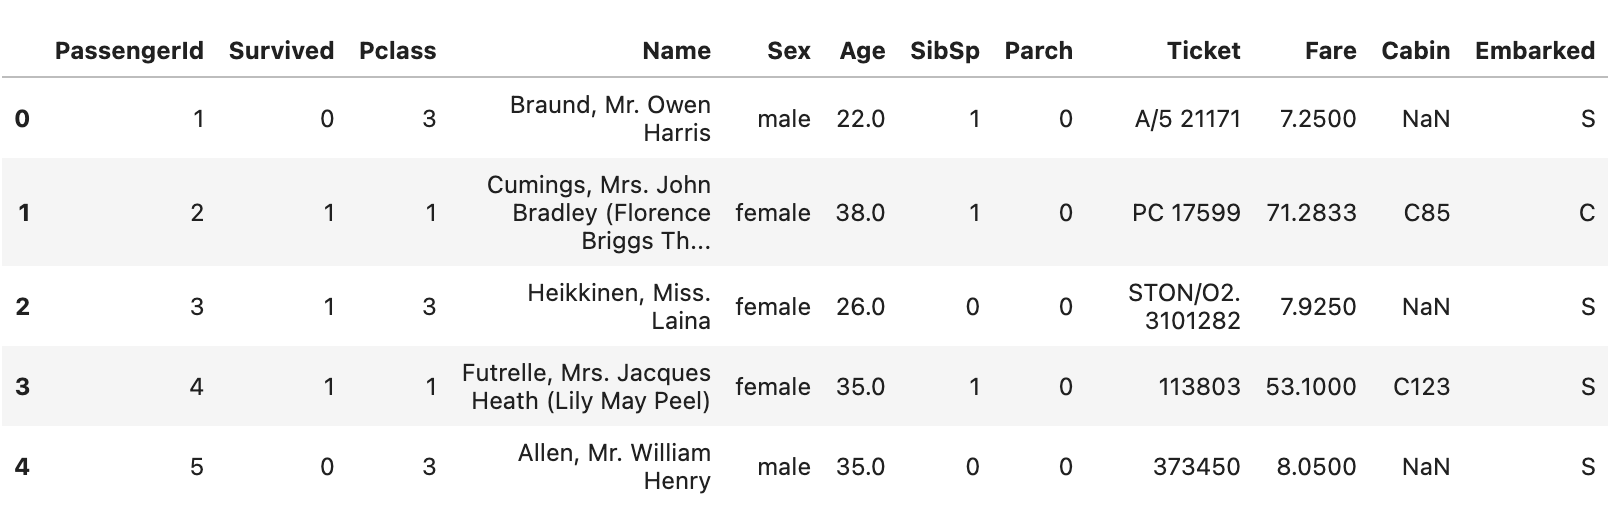 PassengerId Survived Pclass Name Sex Age SibSp Parch Ticket Fare Cabin Embarked
0 1 0 3 Braund, Mr. Owen Harris male 22.0 1 0 A/5 21171 7.2500 NaN S
1 2 1 1 Cumings, Mrs. John Bradley (Florence Briggs Th... female 38.0 1 0 PC 17599 71.2833 C85 C
2 3 1 3 Heikkinen, Miss. Laina female 26.0 0 0 STON/O2. 3101282 7.9250 NaN S
3 4 1 1 Futrelle, Mrs. Jacques Heath (Lily May Peel) female 35.0 1 0 113803 53.1000 C123 S
4 5 0 3 Allen, Mr. William Henry male 35.0 0 0 373450 8.0500 NaN S